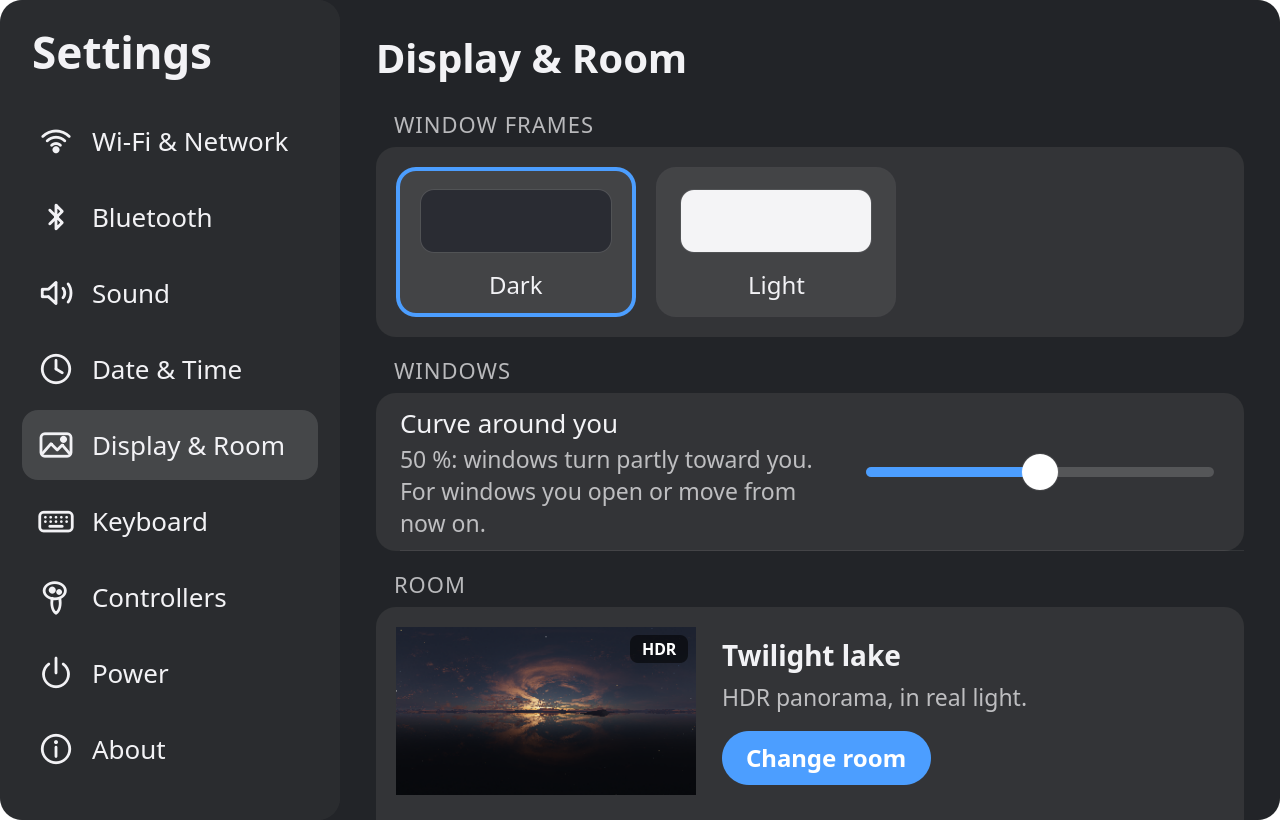 Settings
Wi-Fi & Network
Bluetooth
Sound
Date & Time
Display & Room
Keyboard
Controllers
Power
About
Display & Room
WINDOW FRAMES
Dark
Light
WINDOWS
Curve around you
50 %: windows turn partly toward you.
For windows you open or move from
now on.
ROOM
HDR
Twilight lake
HDR panorama, in real light.
Change room